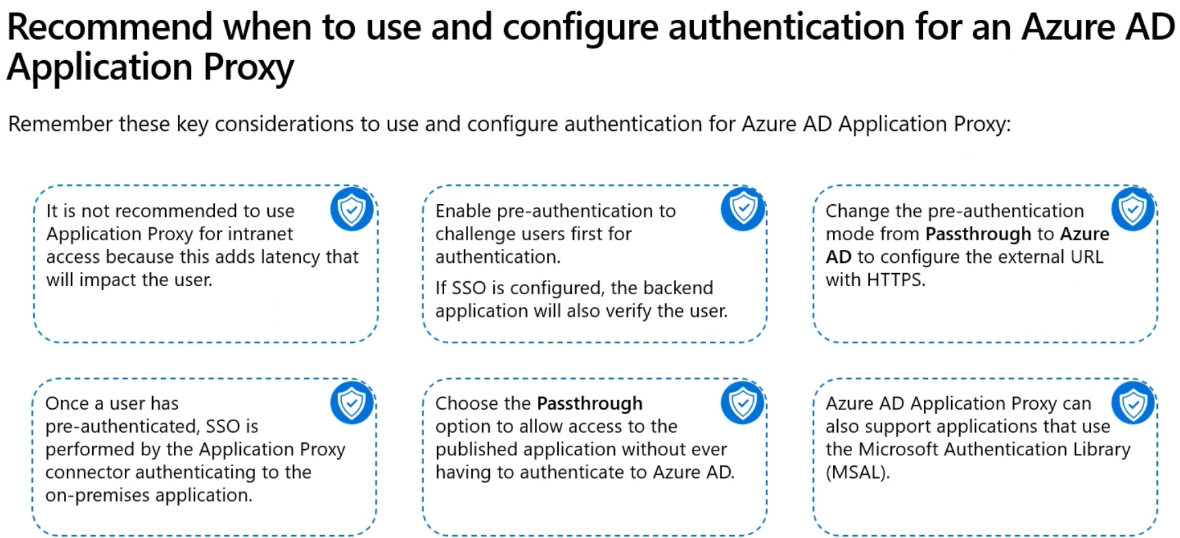 Recommend when to use and configure authentication for an Azure AD
Application Proxy
Remember these key considerations to use and configure authentication for Azure AD Application Proxy:
It is not recommended to use
Application Proxy for intranet
access because this adds latency that
will impact the user.
Enable pre-authentication to
challenge users first for
authentication.
If SSO is configured, the backend
application will also verify the user.
Change the pre-authentication
mode from Passthrough to Azure
AD to configure the external URL
with HTTPS.
Once a user has
pre-authenticated, SSO is
performed by the Application Proxy
connector authenticating to the
on-premises application.
Choose the Passthrough
option to allow access to the
published application without ever
having to authenticate to Azure AD.
Azure AD Application Proxy can
also support applications that use
the Microsoft Authentication Library
(MSAL).